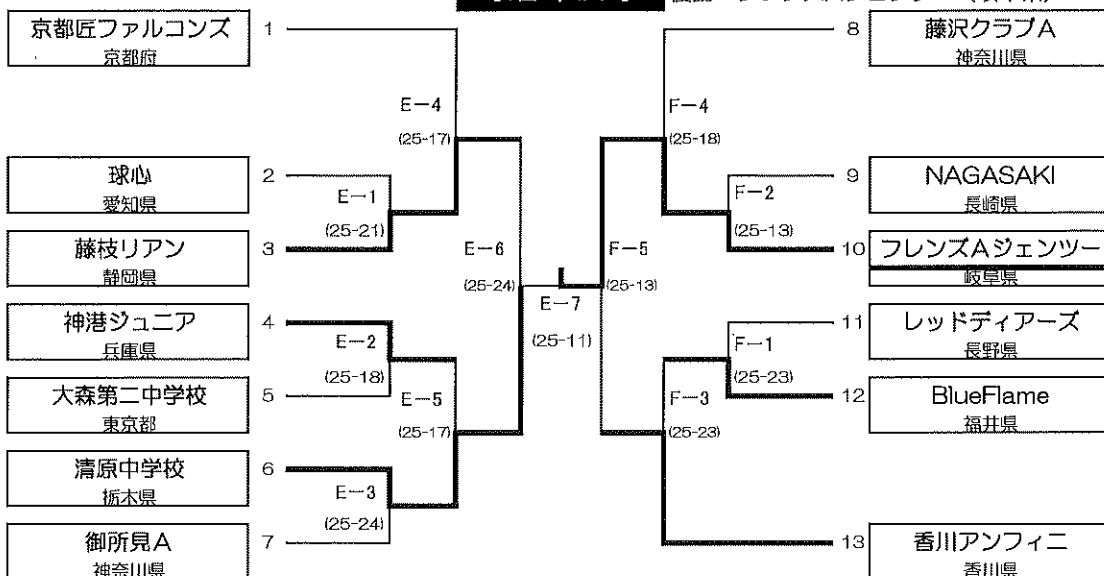 京都匠ファルコンズ
京都府
1
8
藤沢クラブA
神奈川県
E-4
(25-17)
F-4
(25-18)
球心
愛知県
2
E-1
(25-21)
F-2
(25-13)
9
NAGASAKI
長崎県
藤枝リアン
静岡県
3
E-6
(25-24)
F-5
(25-13)
10
フレンズAジェンツー
岐阜県
E-7
(25-11)
神港ジュニア
兵庫県
4
E-2
(25-18)
F-1
(25-23)
11
レッドディアーズ
長野県
大森第二中学校
東京都
5
E-5
(25-17)
F-3
(25-23)
12
BlueFlame
福井県
清原中学校
栃木県
6
E-3
(25-24)
御所見A
神奈川県
7
13
香川アンフィニ
香川県